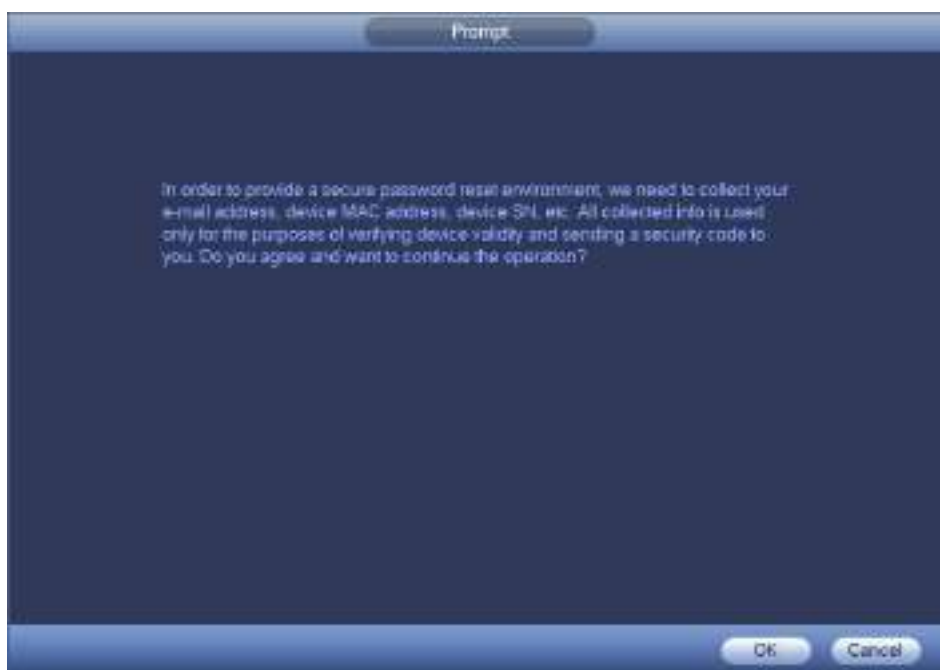 Prompt
In order to provide a secure password reset environment, we need to collect your
e-mail address, device MAC address, device SN, etc. All collected info is used
only for the purposes of verifying device validity and sending a security code to
you. Do you agree and want to continue the operation?
OK
Cancel